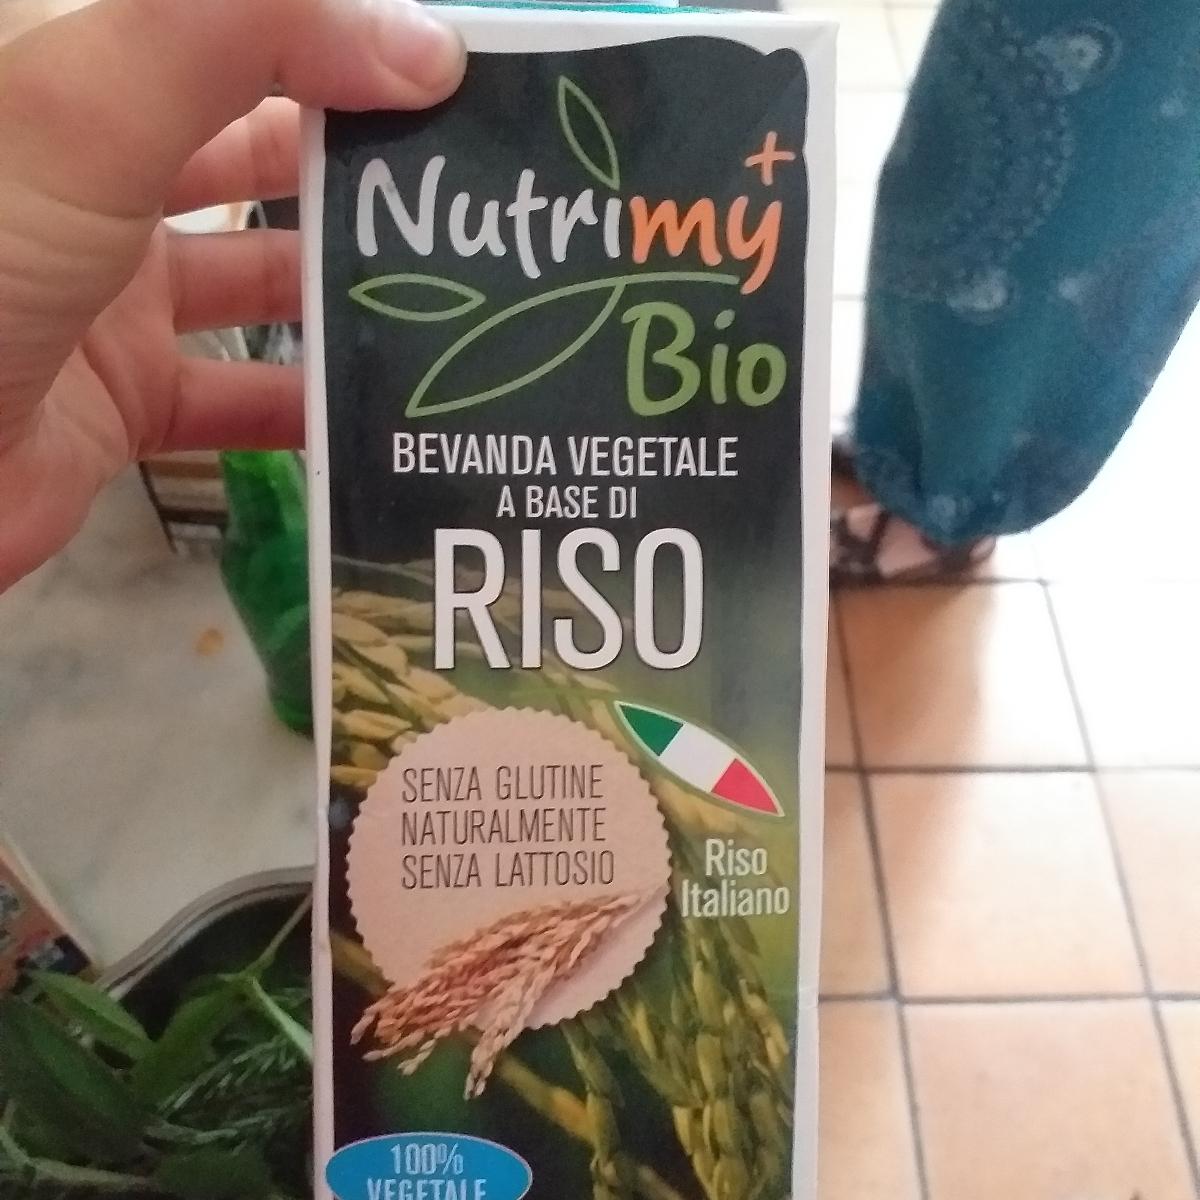 Nutrimy+
Bio
BEVANDA VEGETALE
A BASE DI
RISO
SENZA GLUTINE
NATURALMENTE
SENZA LATTOSIO
Riso
Italiano
100%
VEGETALE